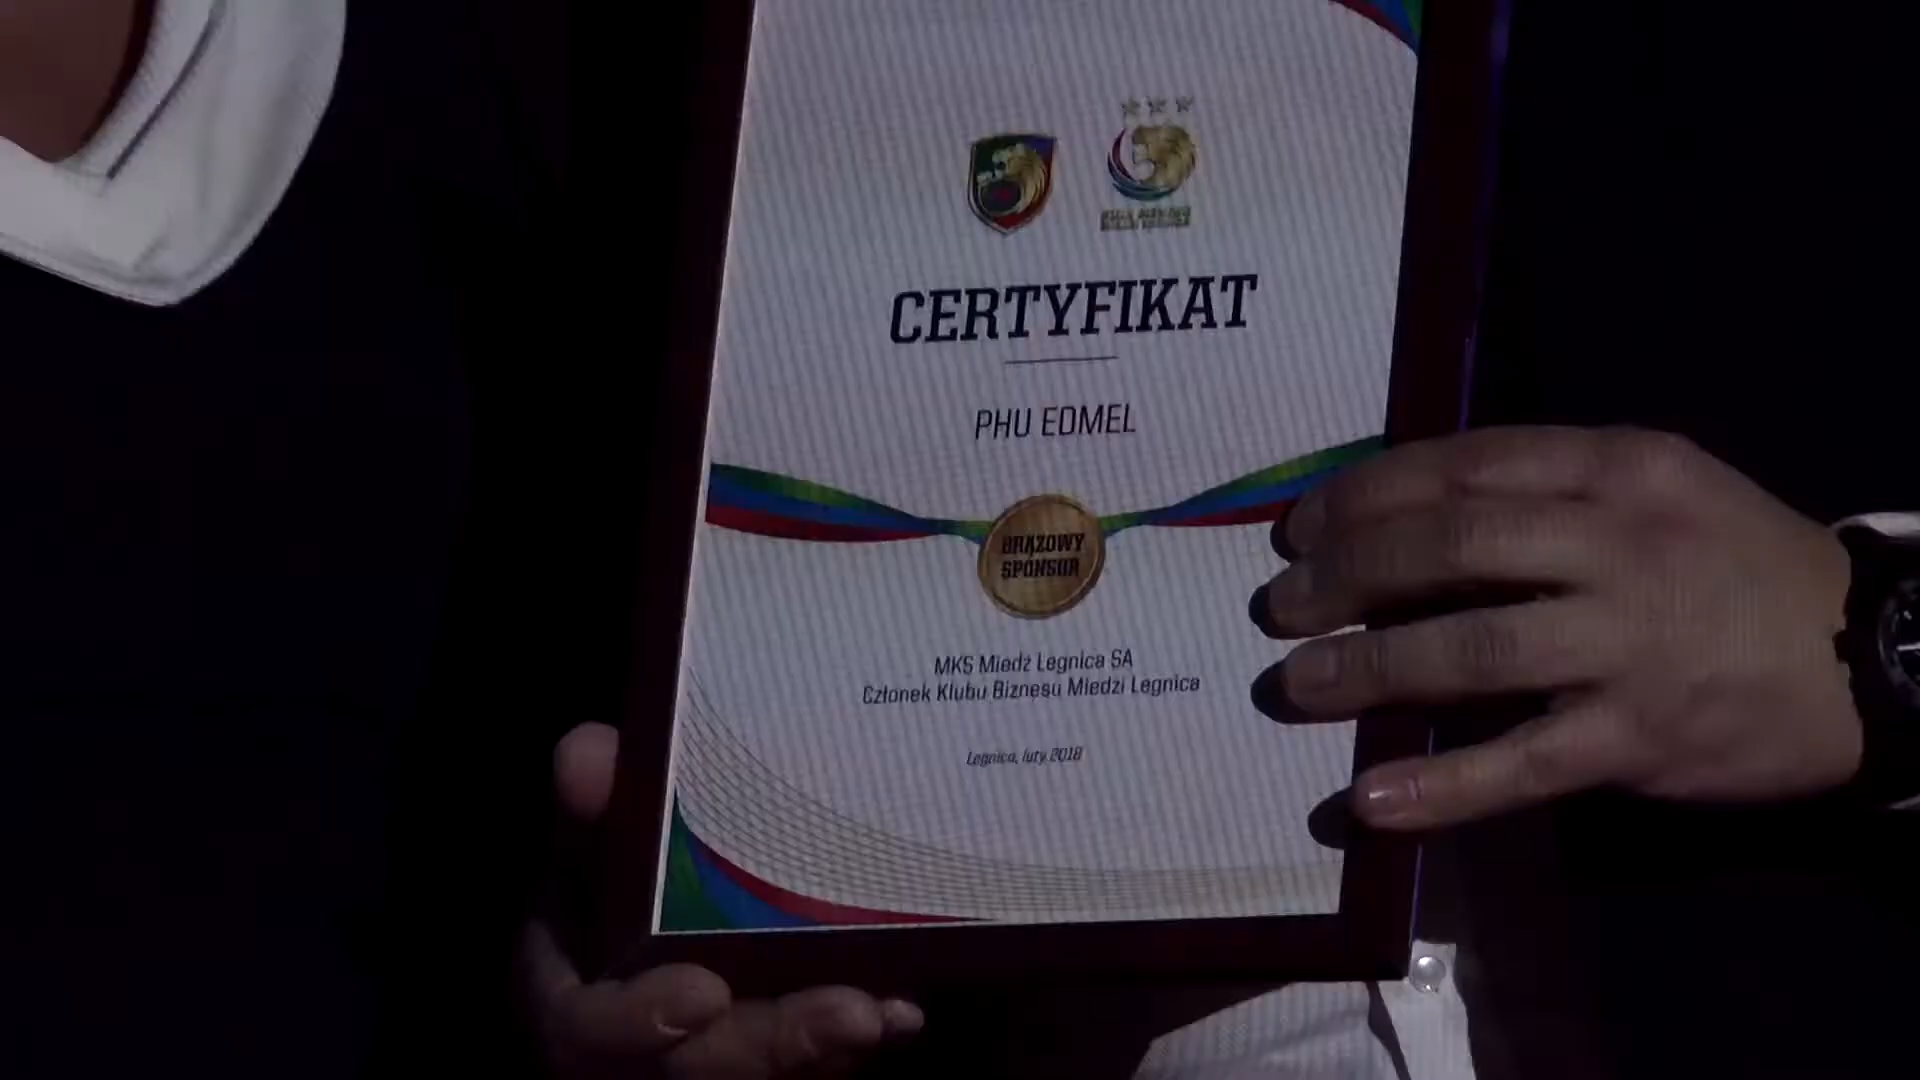 CERTYFIKAT
PHU EDMEL
BRĄZOWY
SPONSOR
MKS Miedź Legnica SA
Członek Klubu Biznesu Miedzi Legnica
Legnica, luty 2018